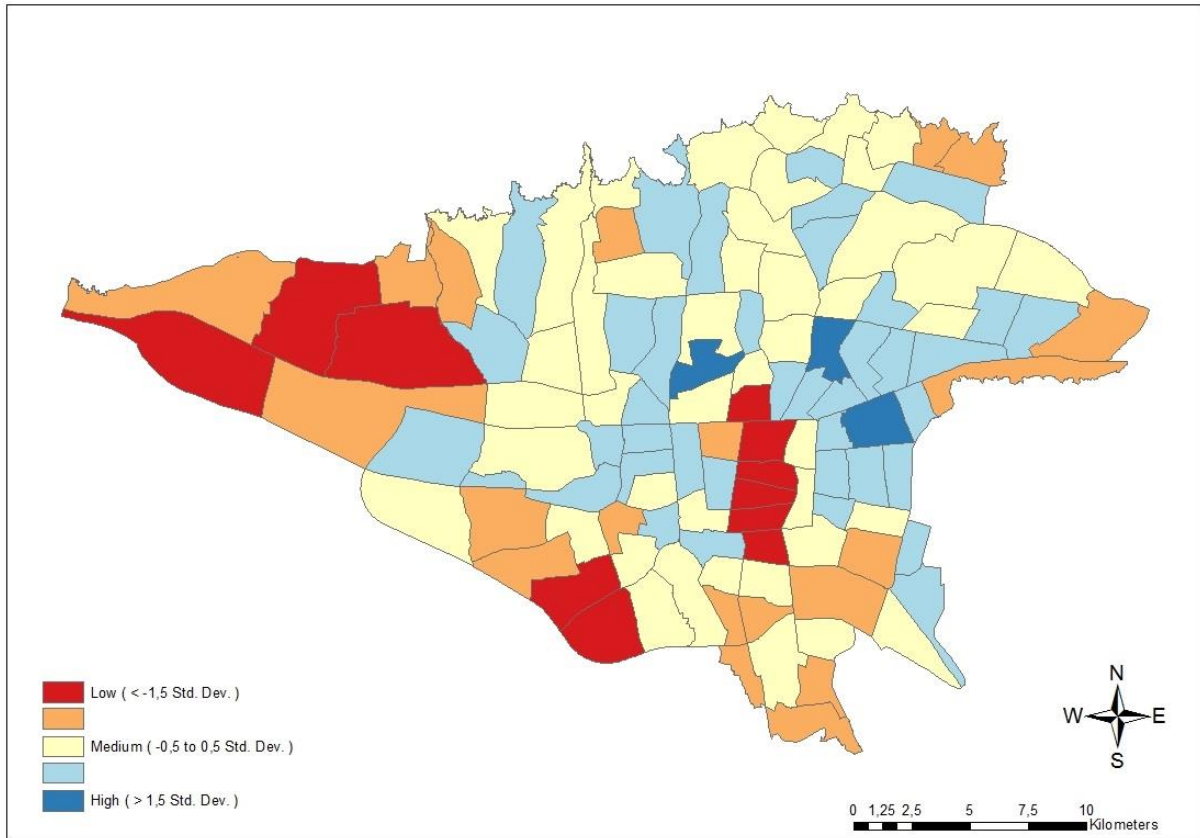 Low ( < -1,5 Std. Dev. )
Medium ( -0,5 to 0,5 Std. Dev. )
High ( > 1,5 Std. Dev. )
N
W E
S
0 1,25 2,5 5 7,5 10
Kilometers